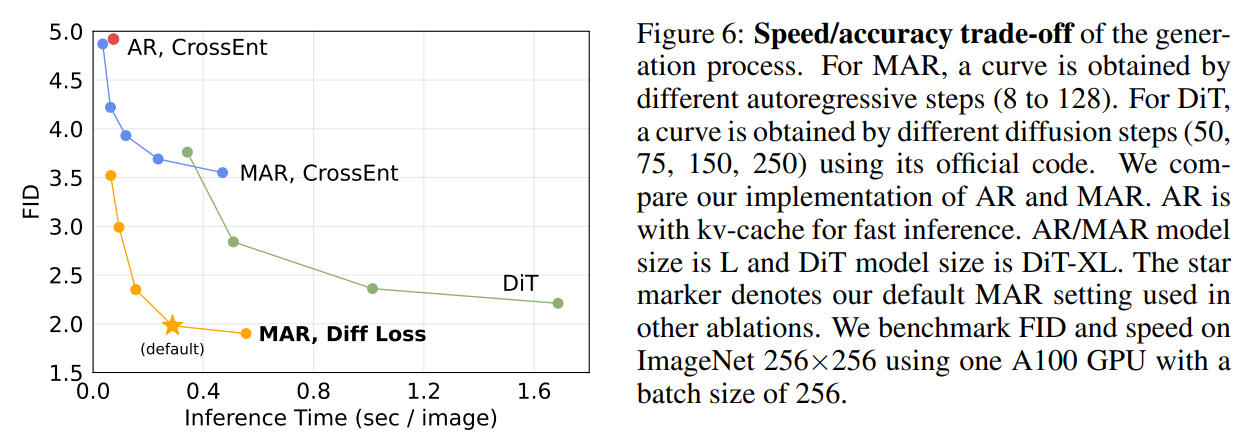 5.0
4.5
4.0
3.5
3.0
2.5
2.0
1.5
FID
AR, CrossEnt
MAR, CrossEnt
DiT
MAR, Diff Loss
(default)
0.0 0.4 0.8 1.2 1.6
Inference Time (sec / image)
Figure 6: Speed/accuracy trade-off of the gener-
ation process. For MAR, a curve is obtained by
different autoregressive steps (8 to 128). For DiT,
a curve is obtained by different diffusion steps (50,
75, 150, 250) using its official code. We com-
pare our implementation of AR and MAR. AR is
with kv-cache for fast inference. AR/MAR model
size is L and DiT model size is DiT-XL. The star
marker denotes our default MAR setting used in
other ablations. We benchmark FID and speed on
ImageNet 256×256 using one A100 GPU with a
batch size of 256.